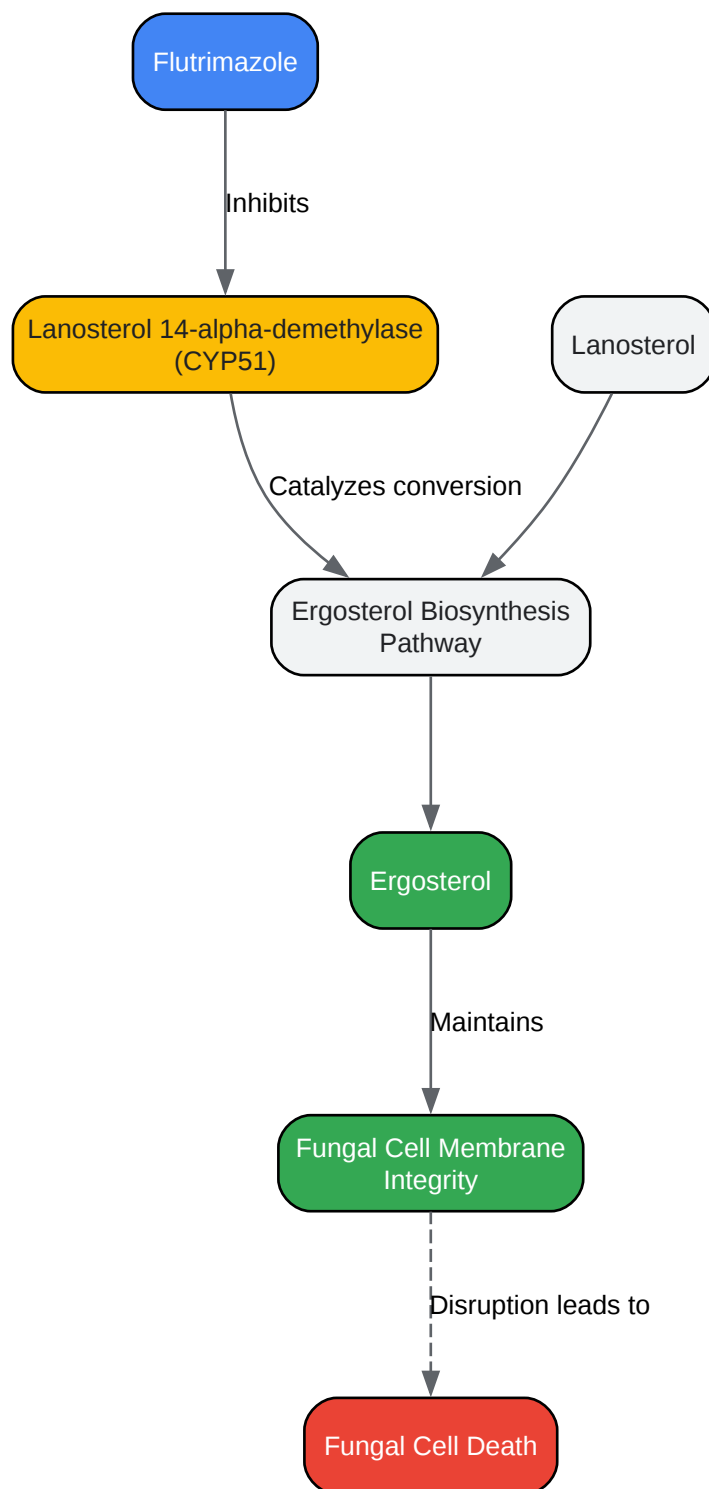 Flutrimazole
Inhibits
Lanosterol 14-alpha-demethylase
(CYP51)
Lanosterol
Catalyzes conversion
Ergosterol Biosynthesis
Pathway
Ergosterol
Maintains
Fungal Cell Membrane
Integrity
Disruption leads to
Fungal Cell Death